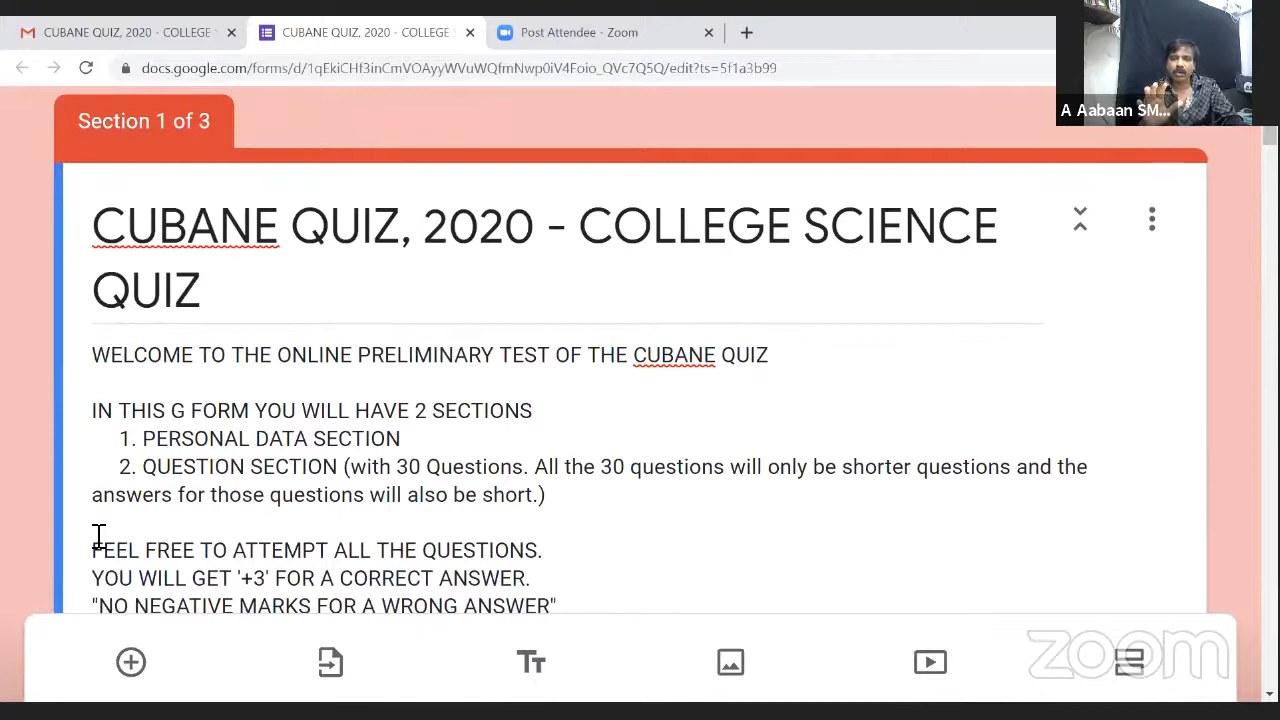 CUBANE QUIZ, 2020 - COLLEGE
CUBANE QUIZ, 2020 - COLLEGE
Post Attendee - Zoom
docs.google.com/forms/d/1qEkiCHf3inCmVOAyyWVuWQfmNwp0iV4Foio_QVc7Q5Q/edit?ts=5f1a3b99
A Aabaan SM...
Section 1 of 3
CUBANE QUIZ, 2020 - COLLEGE SCIENCE
QUIZ
WELCOME TO THE ONLINE PRELIMINARY TEST OF THE CUBANE QUIZ
IN THIS G FORM YOU WILL HAVE 2 SECTIONS
1. PERSONAL DATA SECTION
2. QUESTION SECTION (with 30 Questions. All the 30 questions will only be shorter questions and the
answers for those questions will also be short.)
FEEL FREE TO ATTEMPT ALL THE QUESTIONS.
YOU WILL GET '+3' FOR A CORRECT ANSWER.
"NO NEGATIVE MARKS FOR A WRONG ANSWER"
Tт
zoom